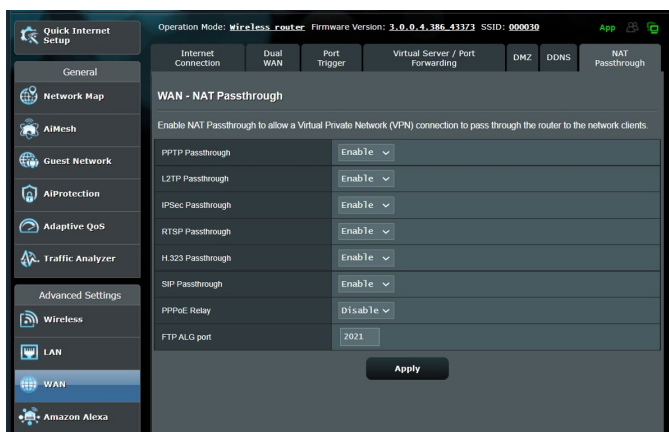 Quick Internet
Setup
Operation Mode: Wireless router Firmware Version: 3.0.0.4.386_43373 SSID: 000030
App
Internet
Connection
Dual
WAN
Port
Trigger
Virtual Server / Port
Forwarding
DMZ
DDNS
NAT
Passthrough
General
Network Map
AiMesh
Guest Network
AiProtection
Adaptive QoS
Traffic Analyzer
Advanced Settings
Wireless
LAN
WAN
Amazon Alexa
WAN - NAT Passthrough
Enable NAT Passthrough to allow a Virtual Private Network (VPN) connection to pass through the router to the network clients.
PPTP Passthrough Enable
L2TP Passthrough Enable
IPSec Passthrough Enable
RTSP Passthrough Enable
H.323 Passthrough Enable
SIP Passthrough Enable
PPPoE Relay Disable
FTP ALG port 2021
Apply